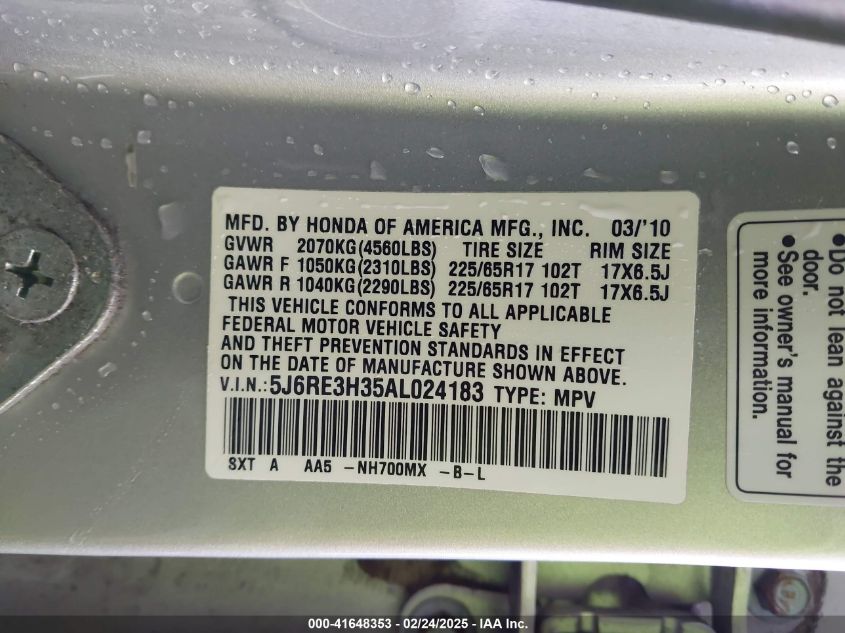 MFD. BY HONDA OF AMERICA MFG., INC. 03/'10
GVWR 2070KG(4560LBS) TIRE SIZE RIM SIZE
GAWR F 1050KG(2310LBS) 225/65R17 102T 17X6.5J
GAWR R 1040KG(2290LBS) 225/65R17 102T 17X6.5J
THIS VEHICLE CONFORMS TO ALL APPLICABLE
FEDERAL MOTOR VEHICLE SAFETY
AND THEFT PREVENTION STANDARDS IN EFFECT
ON THE DATE OF MANUFACTURE SHOWN ABOVE.
V.I.N.: 5J6RE3H35AL024183 TYPE: MPV
SXT A AA5 -NH700MX -B-L
● Do not lean against the
door.
● See owner's manual for
more information.
000-41648353 - 02/24/2025 - IAA Inc.